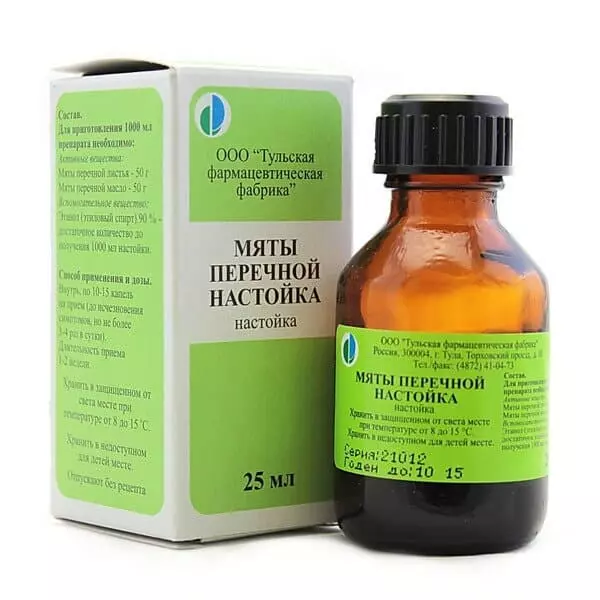 Состав.
Для приготовления 1000 мл
препарата необходимо:
Активные вещества:
Мяты перечной листья - 50 г
Мяты перечной масло - 50 г
Вспомогательное вещество:
Этанол (этиловый спирт) 90 % -
достаточное количество до
получения 1000 мл настойки.
Способ применения и дозы.
Внутрь, по 10-15 капель
на прием (до исчезновения
симптомов, но не более
3-4 раз в сутки).
Длительность приема
1-2 недели.
Хранить в защищенном от
света месте при
температуре от 8 до 15 °С.
Хранить в недоступном
для детей месте.
Отпускают без рецепта
ООО "Тульская
фармацевтическая
фабрика"
МЯТЫ
ПЕРЕЧНОЙ
НАСТОЙКА
настойка
25 мл
ООО "Тульская фармацевтическая фабрика"
Россия, 300004, г. Тула, Торховский проезд, д.
Тел./факс: (4872) 41-04-73
МЯТЫ ПЕРЕЧНОЙ
НАСТОЙКА
настойка
Хранить в защищенном от света месте
при температуре от 8 до 15 °С.
Хранить в недоступном для детей месте.
Серия:21012
Годен до:10 15
Состав.
Для
препарата
Активные
Мяты
Мяты